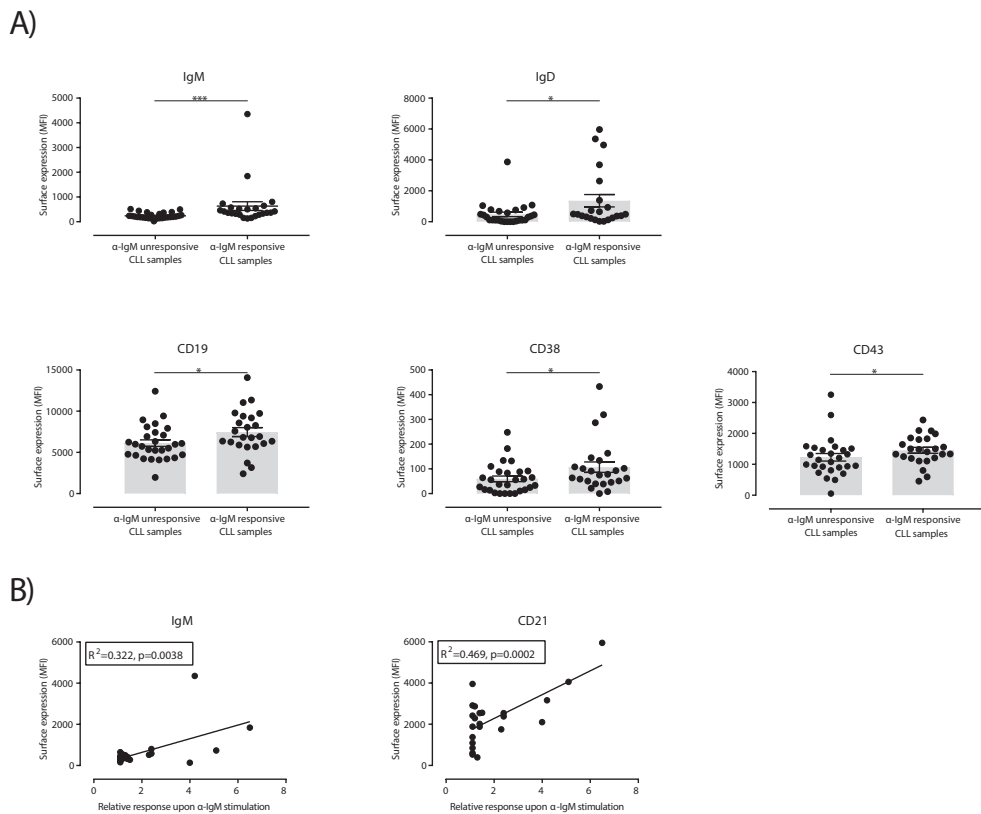 A)
IgM
***
Surface expression (MFI)
5000
4000
3000
2000
1000
0
α-IgM unresponsive
CLL samples
α-IgM responsive
CLL samples
IgD
*
Surface expression (MFI)
8000
6000
4000
2000
0
α-IgM unresponsive
CLL samples
α-IgM responsive
CLL samples
CD19
*
Surface expression (MFI)
15000
10000
5000
0
α-IgM unresponsive
CLL samples
α-IgM responsive
CLL samples
CD38
*
Surface expression (MFI)
500
400
300
200
100
0
α-IgM unresponsive
CLL samples
α-IgM responsive
CLL samples
CD43
*
Surface expression (MFI)
4000
3000
2000
1000
0
α-IgM unresponsive
CLL samples
α-IgM responsive
CLL samples
B)
IgM
R²=0.322, p=0.0038
Surface expression (MFI)
6000
4000
2000
0
0 2 4 6 8
Relative response upon α-IgM stimulation
CD21
R²=0.469, p=0.0002
Surface expression (MFI)
6000
4000
2000
0
0 2 4 6 8
Relative response upon α-IgM stimulation